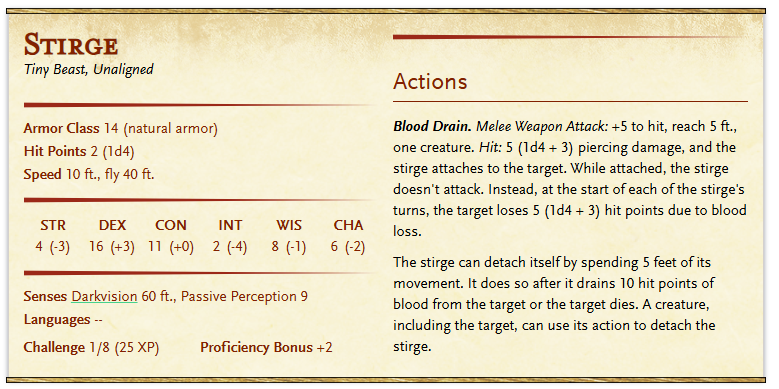 STIRGE
Tiny Beast, Unaligned
Armor Class 14 (natural armor)
Hit Points 2 (1d4)
Speed 10 ft., fly 40 ft.
STR DEX CON INT WIS CHA
4 (-3) 16 (+3) 11 (+0) 2 (-4) 8 (-1) 6 (-2)
Senses Darkvision 60 ft., Passive Perception 9
Languages --
Challenge 1/8 (25 XP) Proficiency Bonus +2
Actions
Blood Drain. Melee Weapon Attack: +5 to hit, reach 5 ft.,
one creature. Hit: 5 (1d4 + 3) piercing damage, and the
stirge attaches to the target. While attached, the stirge
doesn't attack. Instead, at the start of each of the stirge's
turns, the target loses 5 (1d4 + 3) hit points due to blood
loss.
The stirge can detach itself by spending 5 feet of its
movement. It does so after it drains 10 hit points of
blood from the target or the target dies. A creature,
including the target, can use its action to detach the
stirge.